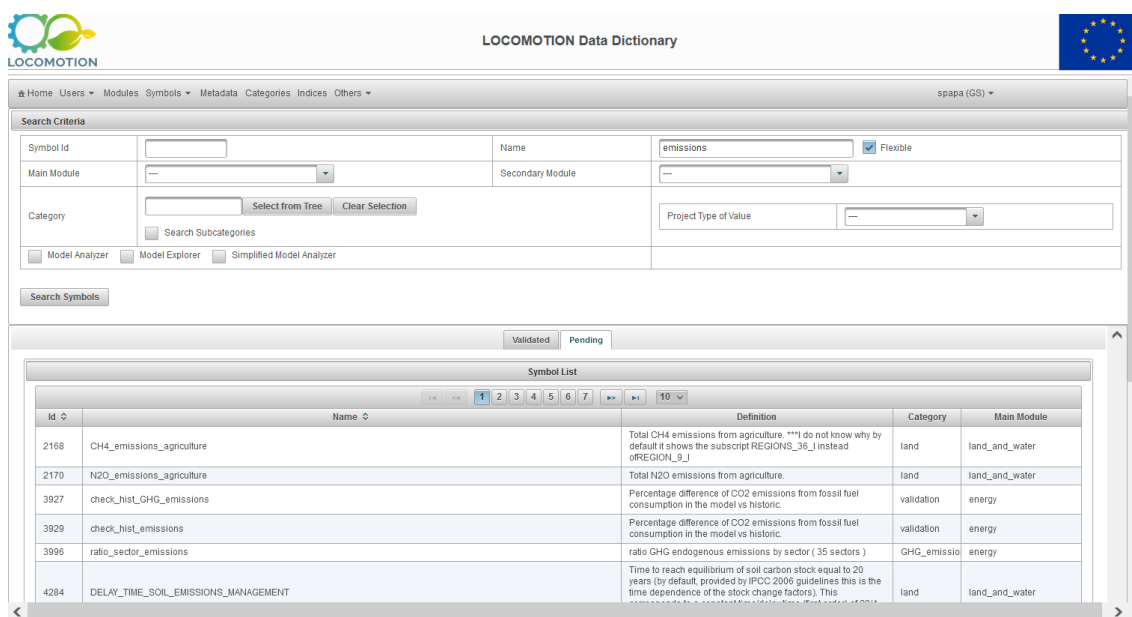 LOCOMOTION
LOCOMOTION Data Dictionary
Home Users Modules Symbols Metadata Categories Indices Others spapa (GS)
Search Criteria
Symbol Id Name emissions Flexible
Main Module --- Secondary Module ---
Category Select from Tree Clear Selection Project Type of Value ---
Search Subcategories
Model Analyzer Model Explorer Simplified Model Analyzer
Search Symbols
Validated Pending
Symbol List
1 2 3 4 5 6 7 10
Id Name Definition Category Main Module
2168 CH4_emissions_agriculture Total CH4 emissions from agriculture. ***I do not know why by default it shows the subscript REGIONS_36_I instead ofREGION_9_I land land_and_water
2170 N2O_emissions_agriculture Total N2O emissions from agriculture. land land_and_water
3927 check_hist_GHG_emissions Percentage difference of CO2 emissions from fossil fuel consumption in the model vs historic. validation energy
3929 check_hist_emissions Percentage difference of CO2 emissions from fossil fuel consumption in the model vs historic. validation energy
3996 ratio_sector_emissions ratio GHG endogenous emissions by sector ( 35 sectors ) GHG_emissio energy
4284 DELAY_TIME_SOIL_EMISSIONS_MANAGEMENT Time to reach equilibrium of soil carbon stock equal to 20 years (by default, provided by IPCC 2006 guidelines this is the time dependence of the stock change factors). This land land_and_water